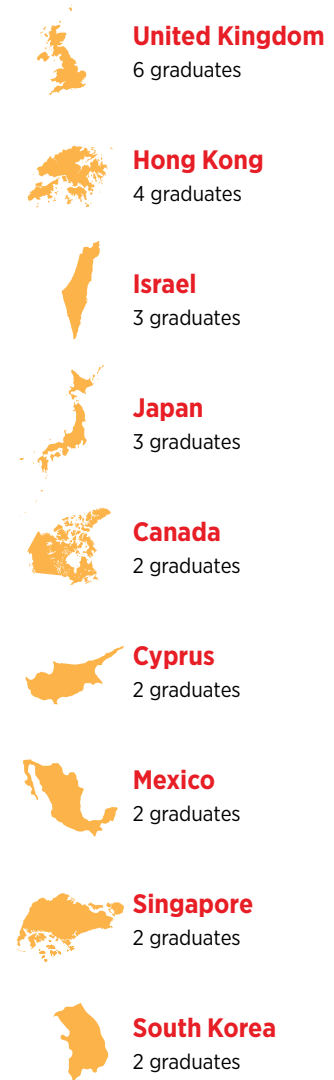 United Kingdom
6 graduates
Hong Kong
4 graduates
Israel
3 graduates
Japan
3 graduates
Canada
2 graduates
Cyprus
2 graduates
Mexico
2 graduates
Singapore
2 graduates
South Korea
2 graduates